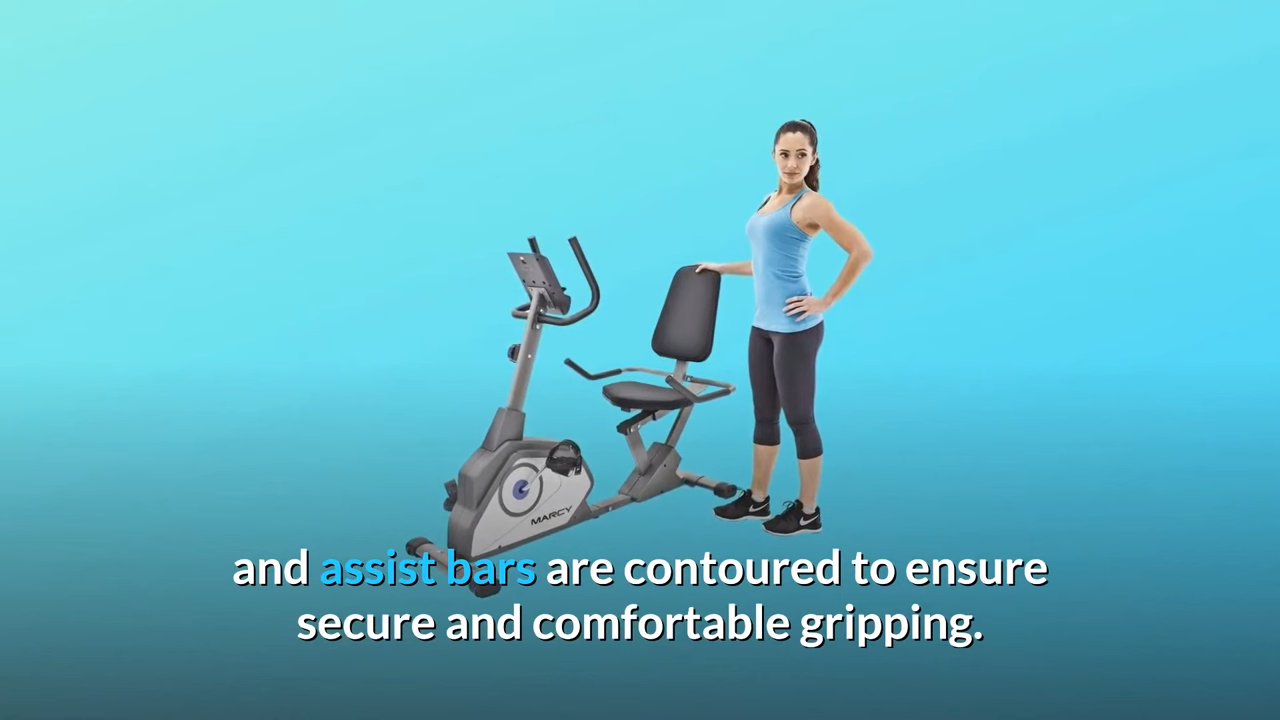 MARCY
and assist bars are contoured to ensure
secure and comfortable gripping.